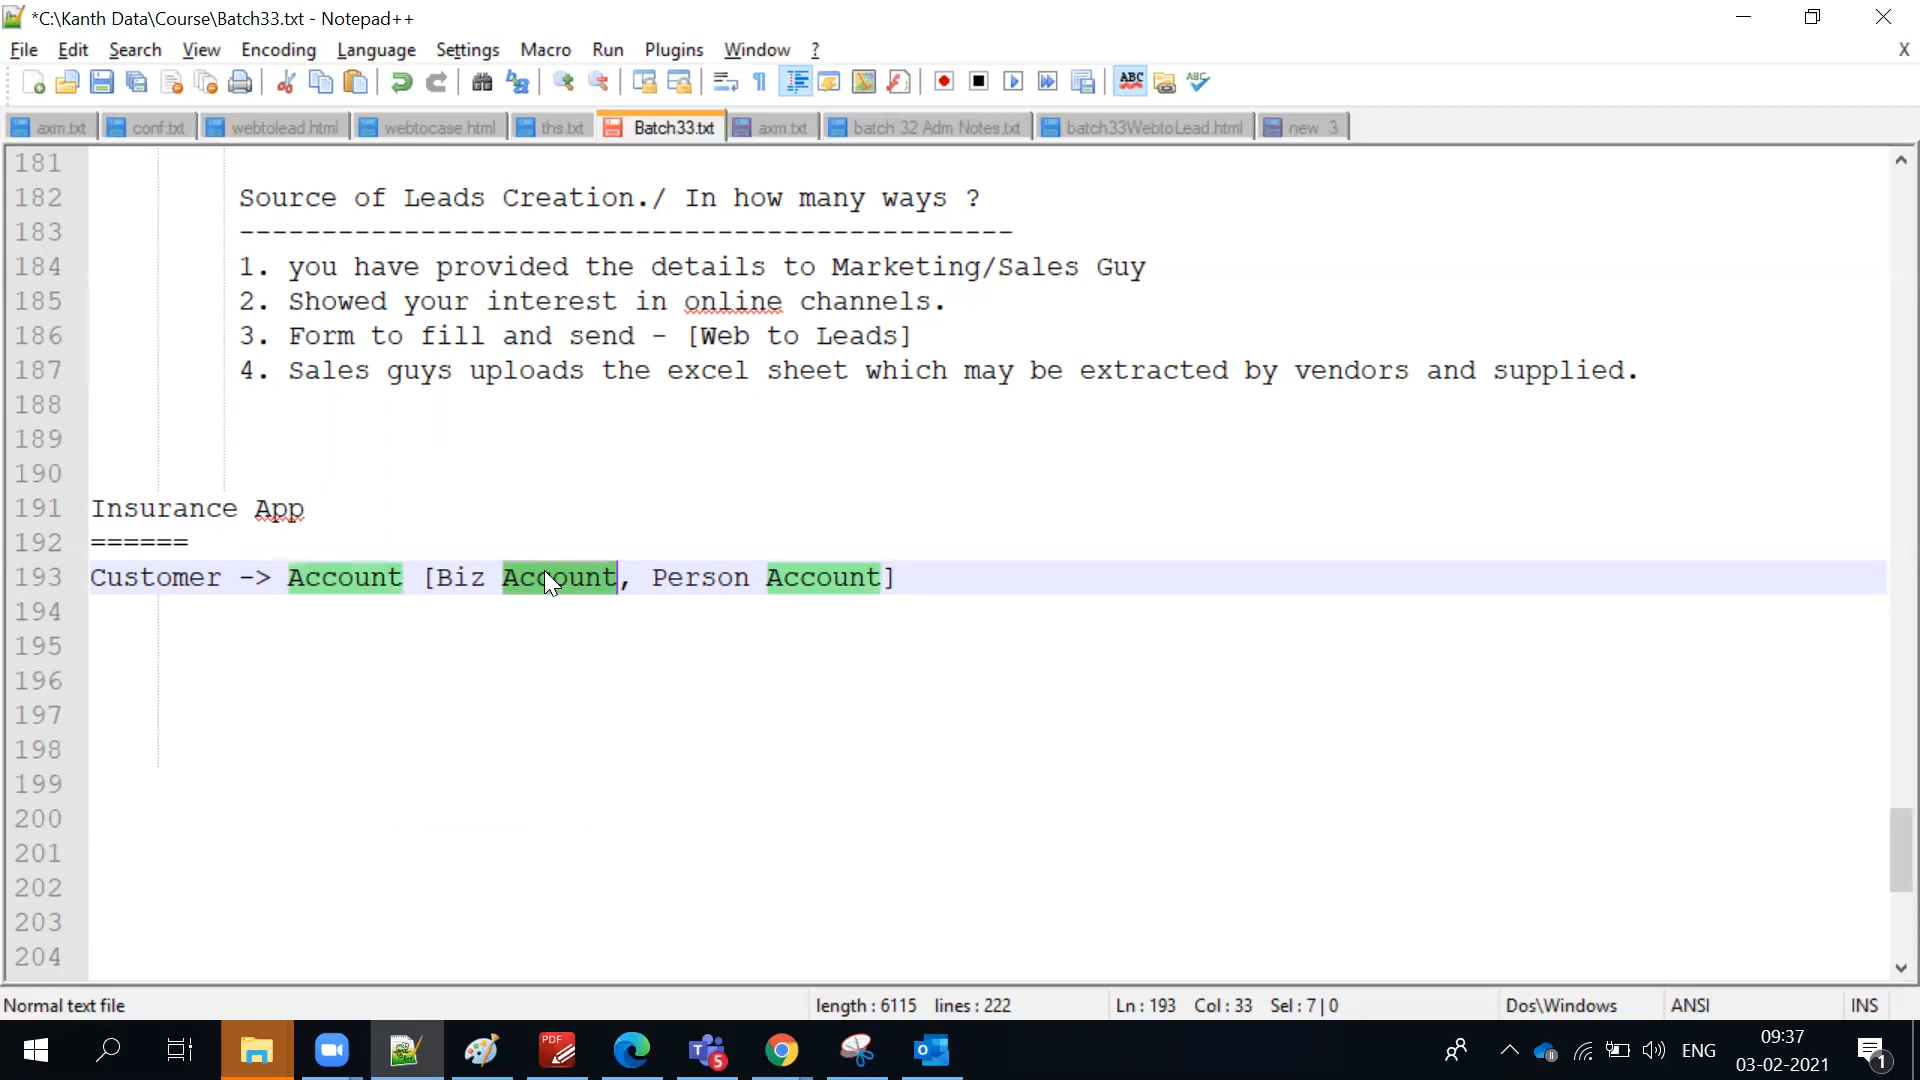 *C:\Kanth Data\Course\Batch33.txt - Notepad++
File Edit Search View Encoding Language Settings Macro Run Plugins Window ? X
axm.txt conf.txt webtolead.html webtocase.html ths.txt Batch33.txt axm.txt batch 32 Adm Notes.txt batch33WebtoLead.html new 3
181
182 Source of Leads Creation./ In how many ways ?
183 -----------------------------------------------
184 1. you have provided the details to Marketing/Sales Guy
185 2. Showed your interest in online channels.
186 3. Form to fill and send - [Web to Leads]
187 4. Sales guys uploads the excel sheet which may be extracted by vendors and supplied.
188
189
190
191 Insurance App
192 ======
193 Customer -> Account [Biz Account, Person Account]
194
195
196
197
198
199
200
201
202
203
204
Normal text file length : 6115 lines : 222 Ln : 193 Col : 33 Sel : 7 | 0 Dos\Windows ANSI INS
ENG 09:37
03-02-2021